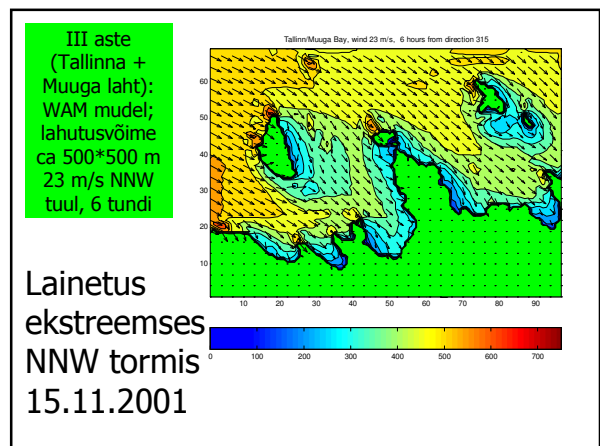 III aste
(Tallinna +
Muuga laht):
WAM mudel;
lahutusvõime
ca 500*500 m
23 m/s NNW
tuul, 6 tundi
Lainetus
ekstreemses
NNW tormis
15.11.2001
Tallinn/Muuga Bay, wind 23 m/s, 6 hours from direction 315
60
50
40
30
20
10
10 20 30 40 50 60 70 80 90
0 100 200 300 400 500 600 700